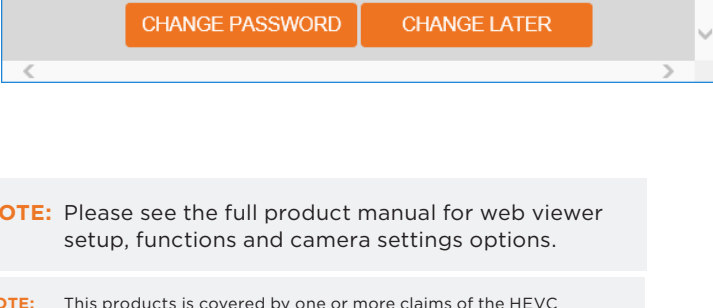 CHANGE PASSWORD CHANGE LATER
OTE: Please see the full product manual for web viewer
setup, functions and camera settings options.
OTE: This products is covered by one or more claims of the HEVC